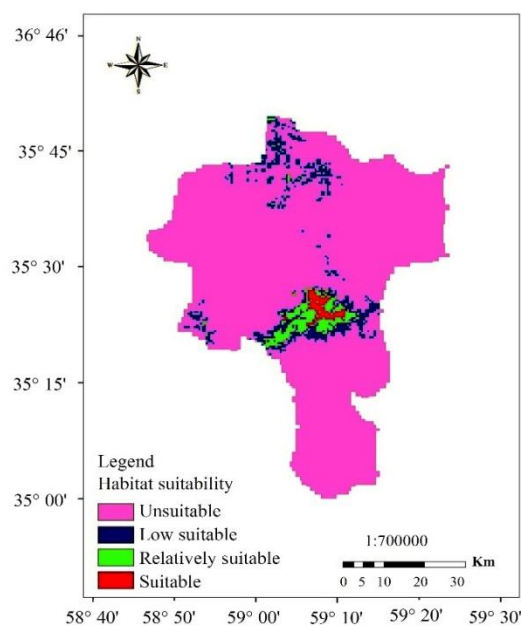 36° 46'
35° 45'
35° 30'
35° 15'
35° 00'
N
W E
S
Legend
Habitat suitability
Unsuitable
Low suitable
Relatively suitable
Suitable
1:700000
Km
0 5 10 20 30
58° 40' 58° 50' 59° 00' 59° 10' 59° 20' 59° 30'